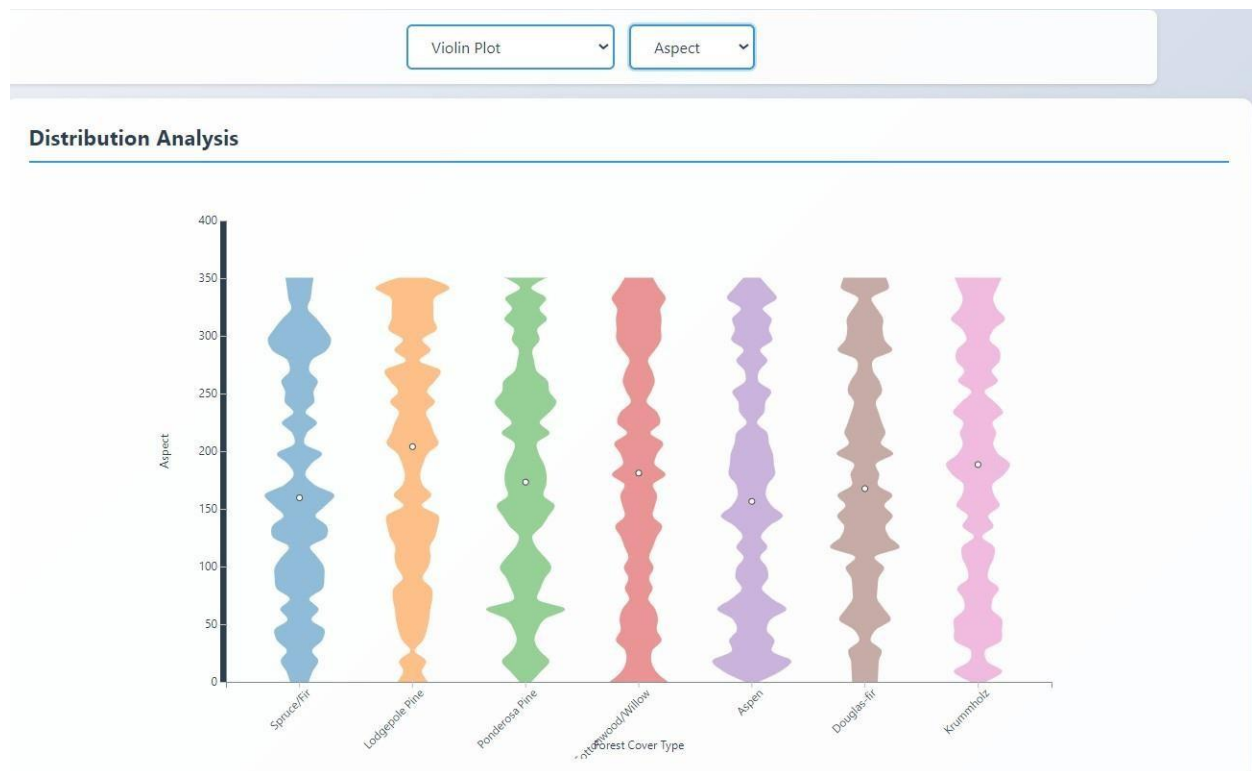 Violin Plot Aspect
Distribution Analysis
400
350
300
250
200
150
100
50
0
Aspect
Spruce/Fir
Lodgepole Pine
Ponderosa Pine
Aspen
Douglas-fir
Krummholz
Forest Cover Type